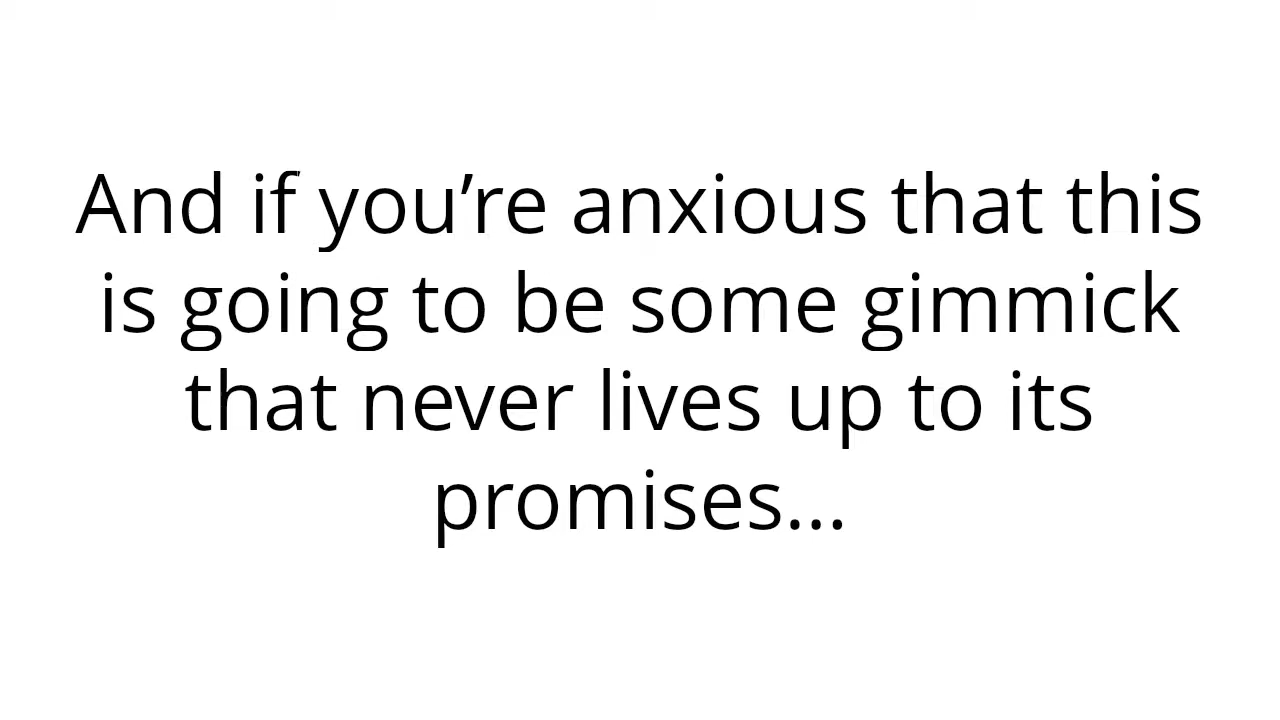 And if you’re anxious that this
is going to be some gimmick
that never lives up to its
promises...